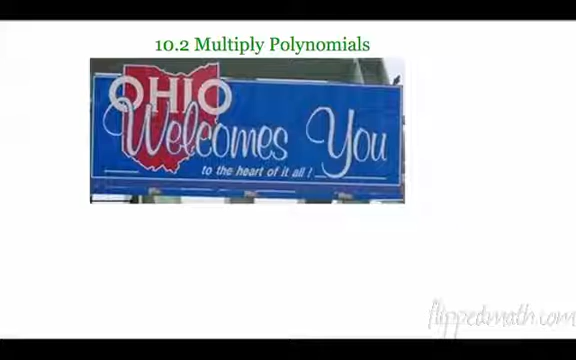 10.2 Multiply Polynomials
OHIO
Welcomes You
to the heart of it all!
flippedmath.com